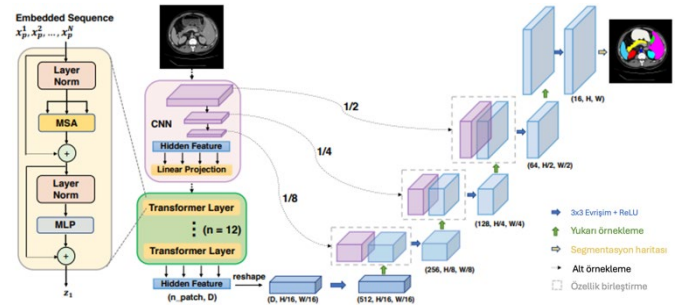 Embedded Sequence
x_p^1, x_p^2, ..., x_p^N
Layer
Norm
MSA
+
Layer
Norm
MLP
+
z_1
CNN
Hidden Feature
Linear Projection
Transformer Layer
(n = 12)
Transformer Layer
Hidden Feature
(n_patch, D)
reshape
(D, H/16, W/16)
(512, H/16, W/16)
1/2
1/4
1/8
(256, H/8, W/8)
(128, H/4, W/4)
(64, H/2, W/2)
(16, H, W)
3x3 Evrişim + ReLU
Yukarı örnekleme
Segmentasyon haritası
Alt örnekleme
Özellik birleştirme